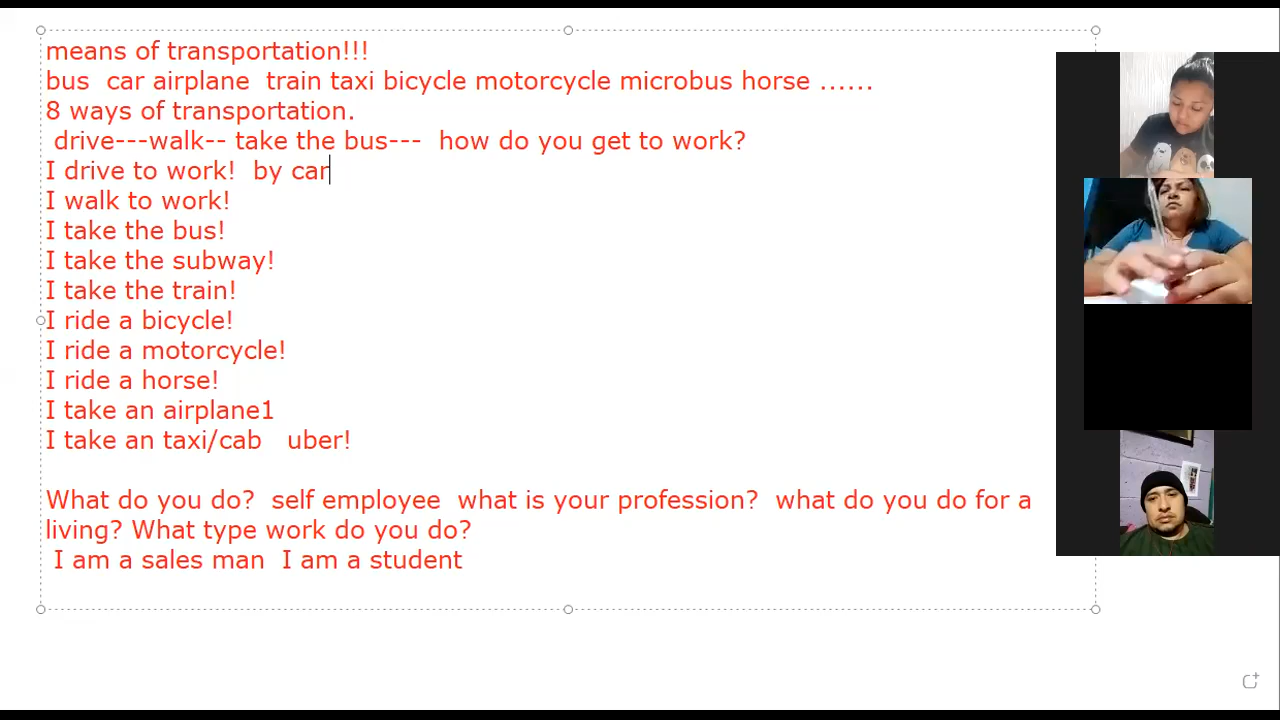 means of transportation!!!
bus  car airplane  train taxi bicycle motorcycle microbus horse ......
8 ways of transportation.
drive---walk-- take the bus---  how do you get to work?
I drive to work!  by car
I walk to work!
I take the bus!
I take the subway!
I take the train!
I ride a bicycle!
I ride a motorcycle!
I ride a horse!
I take an airplane1
I take an taxi/cab   uber!
What do you do?  self employee  what is your profession?  what do you do for a
living? What type work do you do?
I am a sales man  I am a student